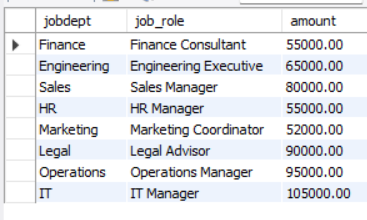 jobdept job_role amount
Finance Finance Consultant 55000.00
Engineering Engineering Executive 65000.00
Sales Sales Manager 80000.00
HR HR Manager 55000.00
Marketing Marketing Coordinator 52000.00
Legal Legal Advisor 90000.00
Operations Operations Manager 95000.00
IT IT Manager 105000.00